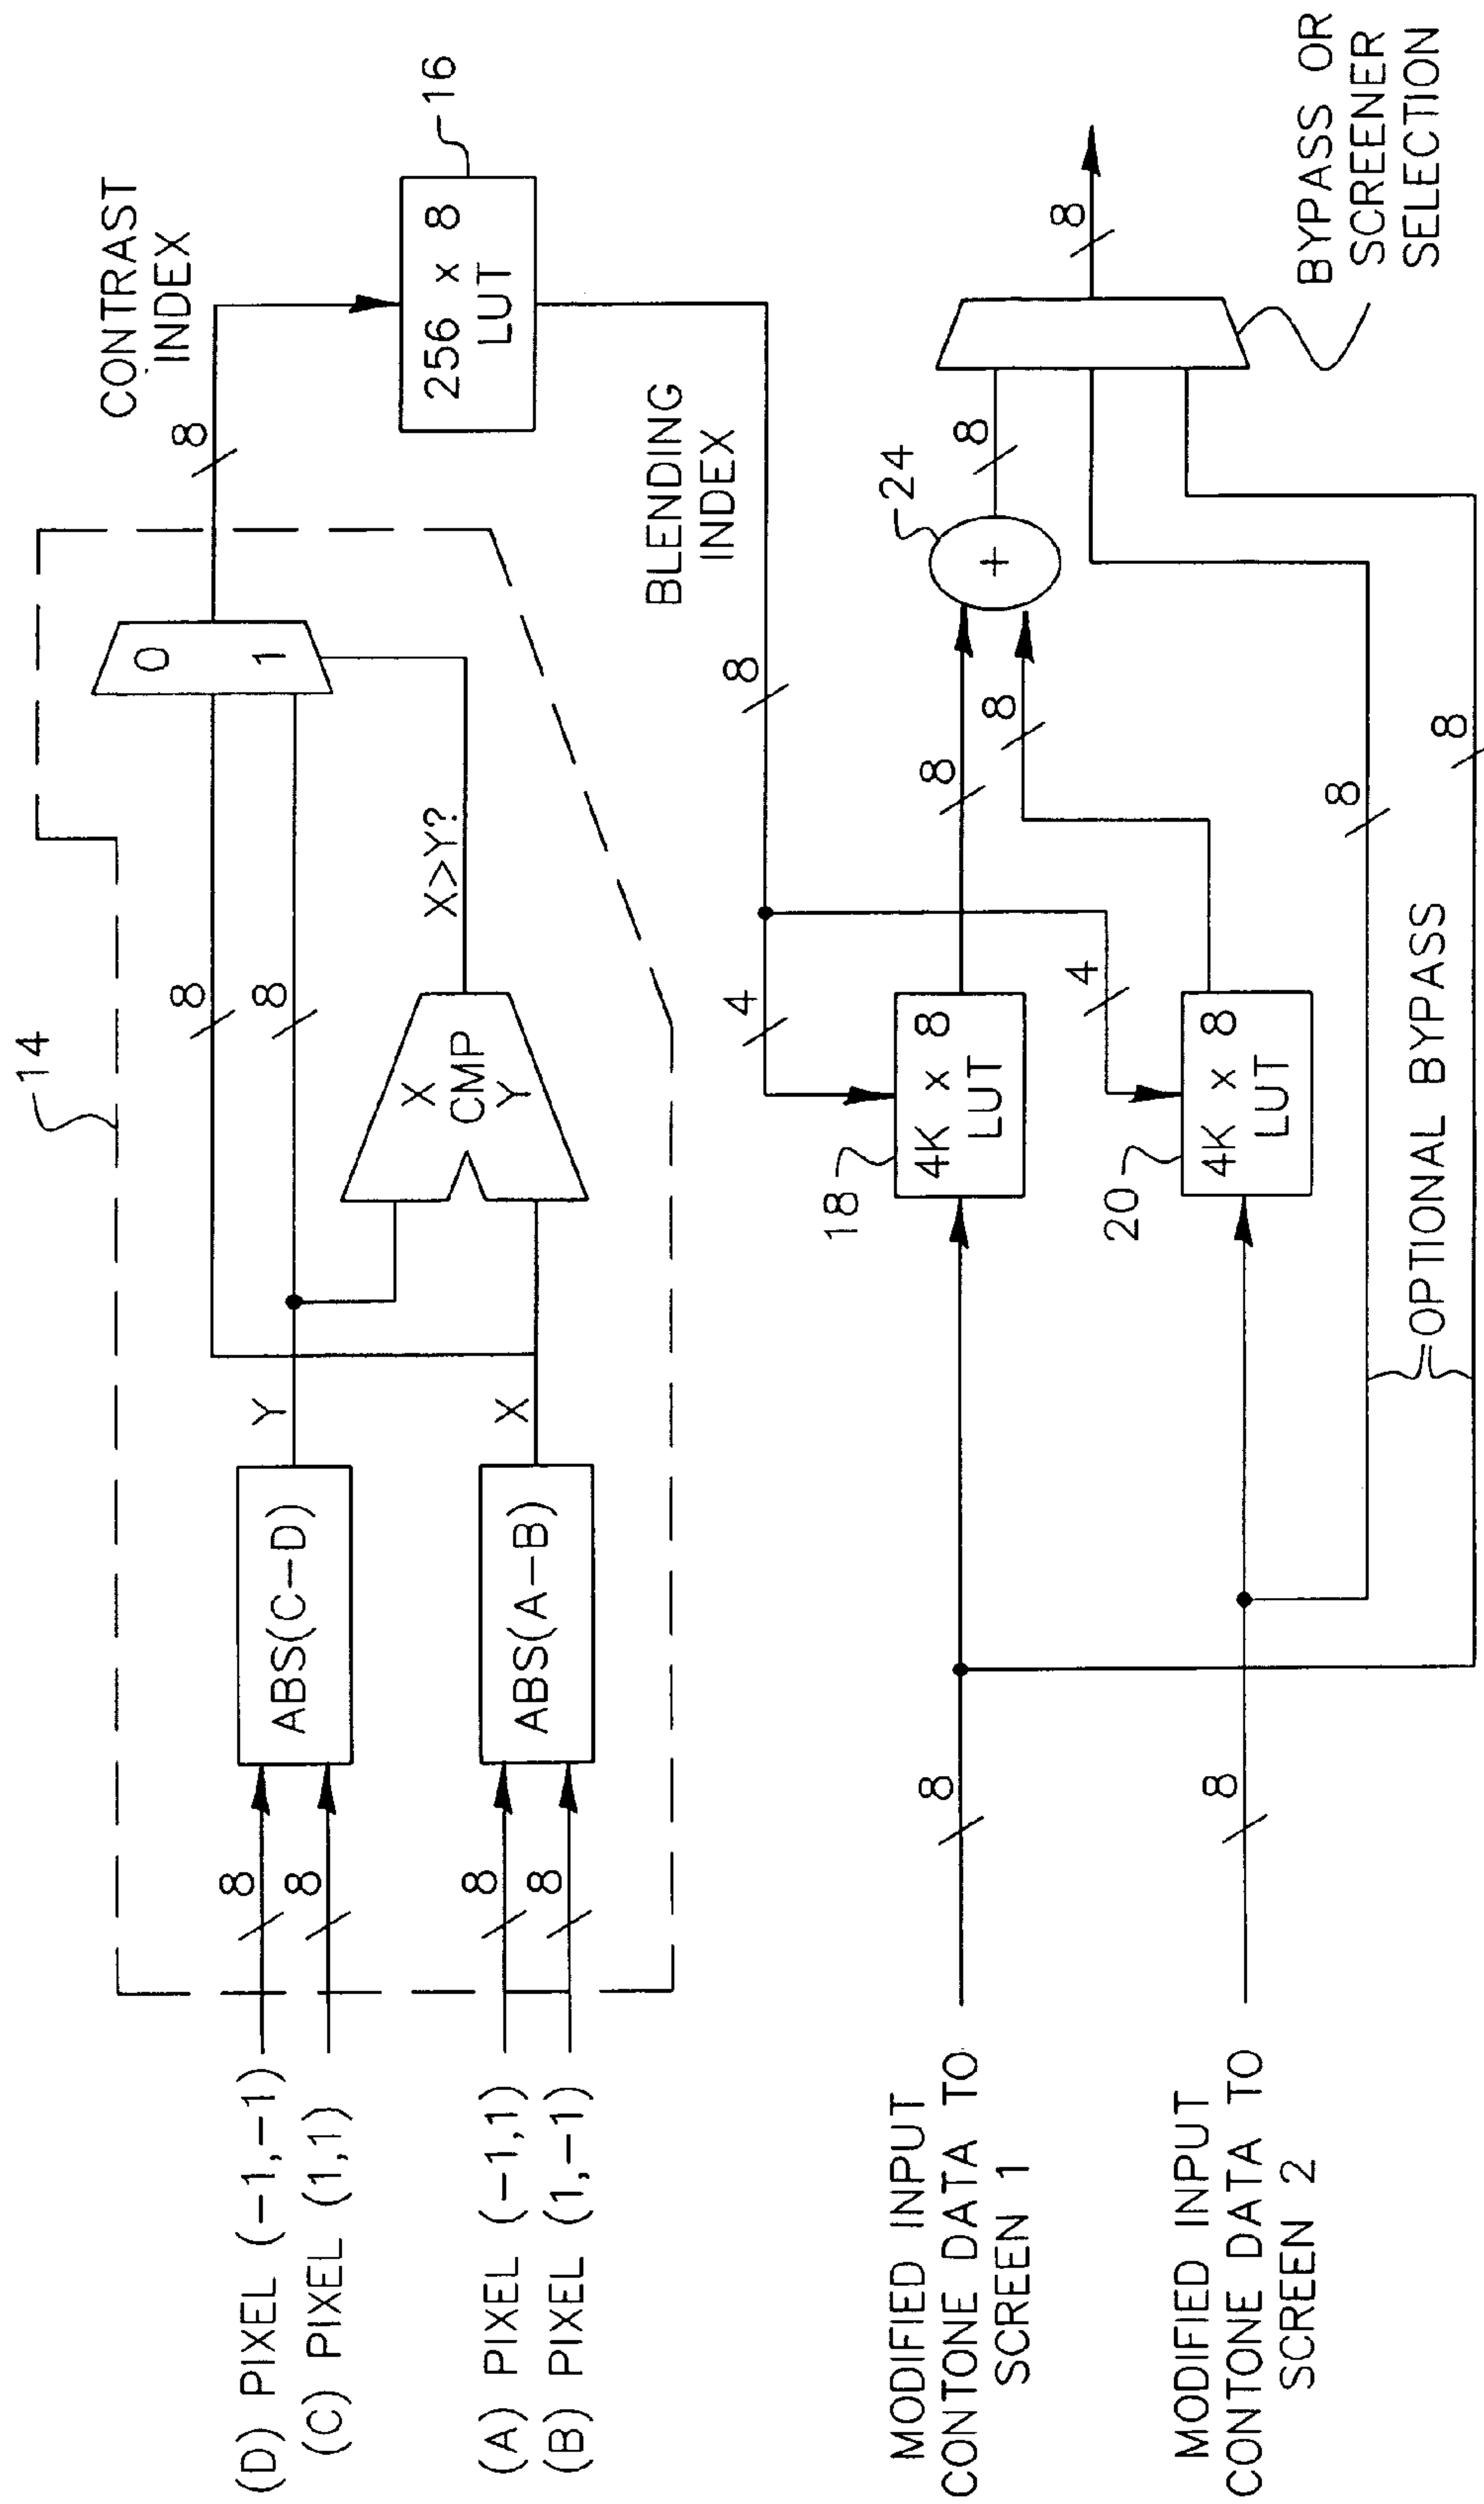 14
8
CONTRAST
INDEX
0
1
8
8
Y
X
ABS(C-D)
ABS(A-B)
8
8
8
8
(D) PIXEL (-1,-1)
(C) PIXEL (1,1)
(A) PIXEL (-1,1)
(B) PIXEL (1,-1)
X
CMP
Y
X>Y?
256 x 8
LUT
16
BLENDING
INDEX
8
4
4
18
4K x 8
LUT
20
4K x 8
LUT
8
8
24
8
8
BYPASS OR
SCREENER
SELECTION
8
8
OPTIONAL BYPASS
8
8
MODIFIED INPUT
CONTONE DATA TO
SCREEN 1
MODIFIED INPUT
CONTONE DATA TO
SCREEN 2
+